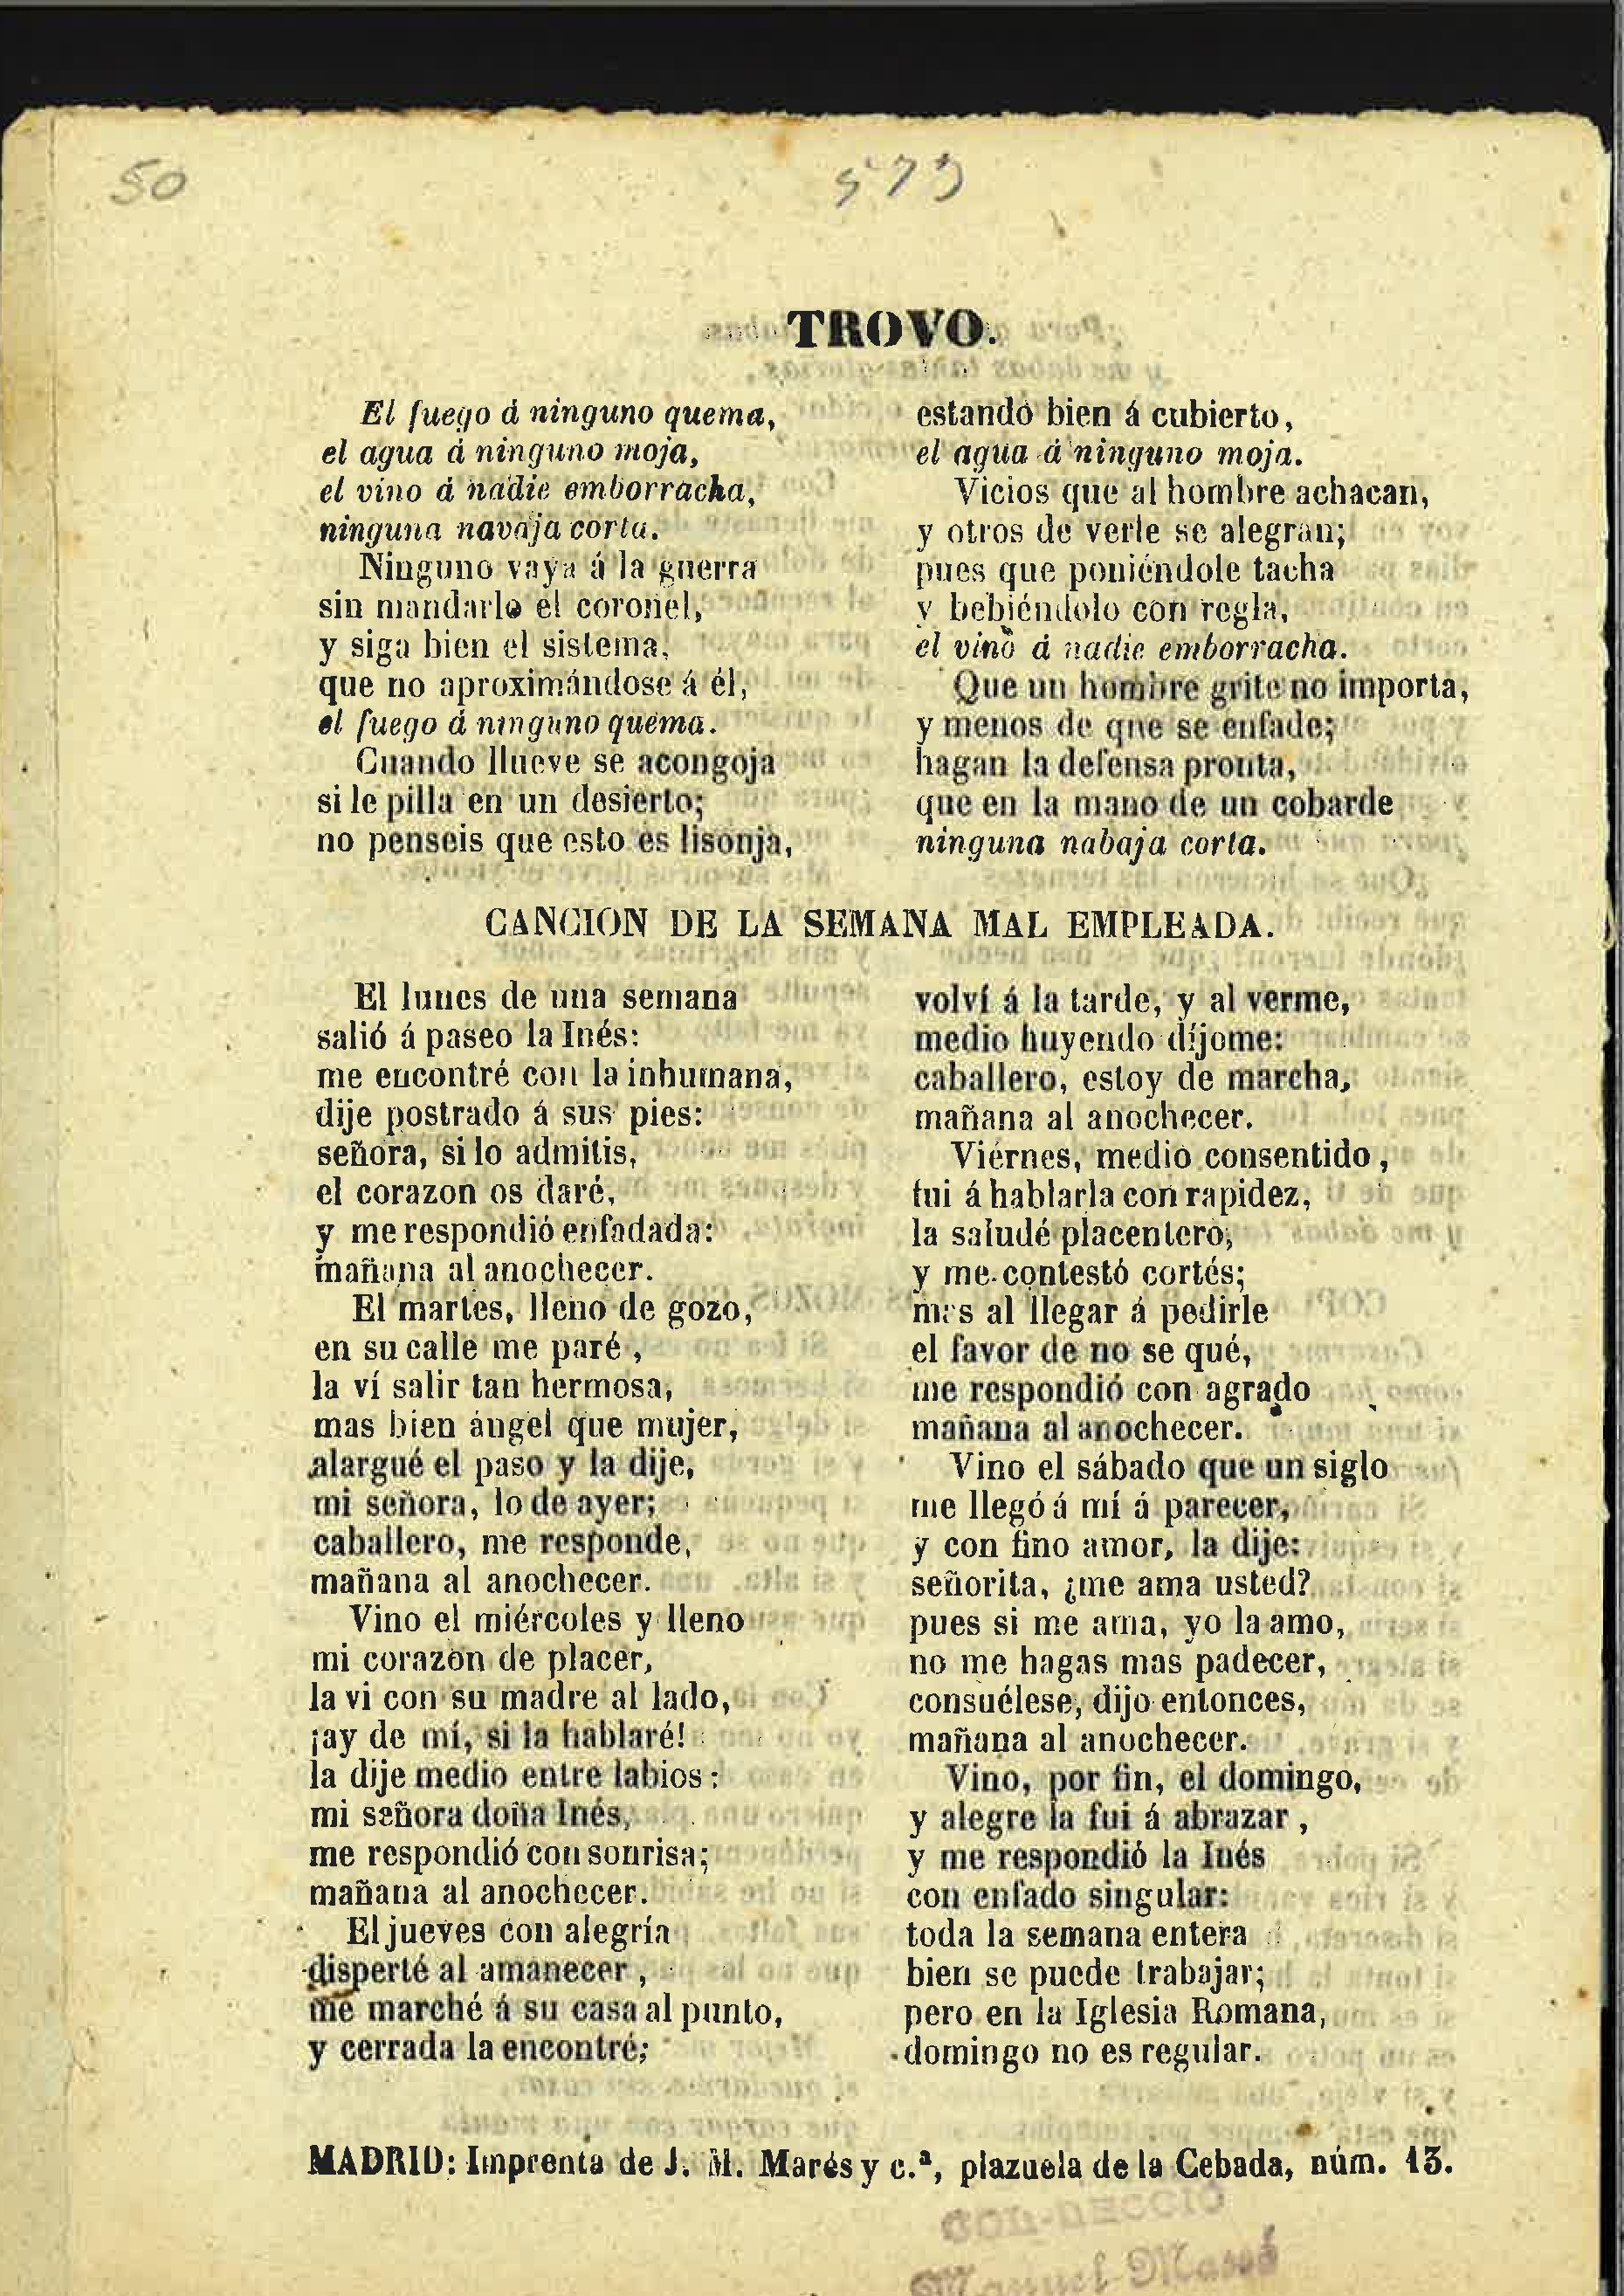 50
573
TROVO.
El fuego á ninguno quema,
el agua á ninguno moja,
el vino á nadie emborracha,
ninguna navaja corta.
Ninguno vaya á la guerra
sin mandarlo el coronel,
y siga bien el sistema,
que no aproximándose á él,
el fuego á ninguno quema.
Cuando llueve se acongoja
si le pilla en un desierto;
no penseis que esto es lisonja,
estando bien á cubierto,
el agua á ninguno moja.
Vicios que al hombre achacan,
y otros de verle se alegran;
pues que poniéndole tacha
y bebiéndolo con regla,
el vino á nadie emborracha.
Que un hombre grite no importa,
y menos de que se enfade;
hagan la defensa pronta,
que en la mano de un cobarde
ninguna nabaja corta.
CANCION DE LA SEMANA MAL EMPLEADA.
El lunes de una semana
salió á paseo la Inés:
me encontré con la inhumana,
dije postrado á sus pies:
señora, si lo admitis,
el corazon os daré,
y me respondió enfadada:
mañana al anochecer.
El martes, lleno de gozo,
en su calle me paré,
la ví salir tan hermosa,
mas bien ángel que mujer,
alargué el paso y la dije,
mi señora, lo de ayer;
caballero, me responde,
mañana al anochecer.
Vino el miércoles y lleno
mi corazon de placer,
la vi con su madre al lado,
¡ay de mí, si la hablaré!
la dije medio entre labios:
mi señora doña Inés,
me respondió con sonrisa;
mañana al anochecer.
El jueves con alegría
disperté al amanecer,
me marché á su casa al punto,
y cerrada la encontré;
volví á la tarde, y al verme,
medio huyendo díjome:
caballero, estoy de marcha,
mañana al anochecer.
Viérnes, medio consentido,
fui á hablarla con rapidez,
la saludé placentero,
y me contestó cortés;
mas al llegar á pedirle
el favor de no se qué,
me respondió con agrado
mañana al anochecer.
Vino el sábado que un siglo
me llegó á mí á parecer,
y con fino amor, la dije:
señorita, ¿me ama usted?
pues si me ama, yo la amo,
no me hagas mas padecer,
consuélese, dijo entonces,
mañana al anochecer.
Vino, por fin, el domingo,
y alegre la fui á abrazar,
y me respondió la Inés
con enfado singular:
toda la semana entera
bien se puede trabajar;
pero en la Iglesia Romana,
domingo no es regular.
MADRID: Imprenta de J. M. Marés y c.ª, plazuela de la Cebada, núm. 13.
COL·LECCIÓ
Manuel Massó